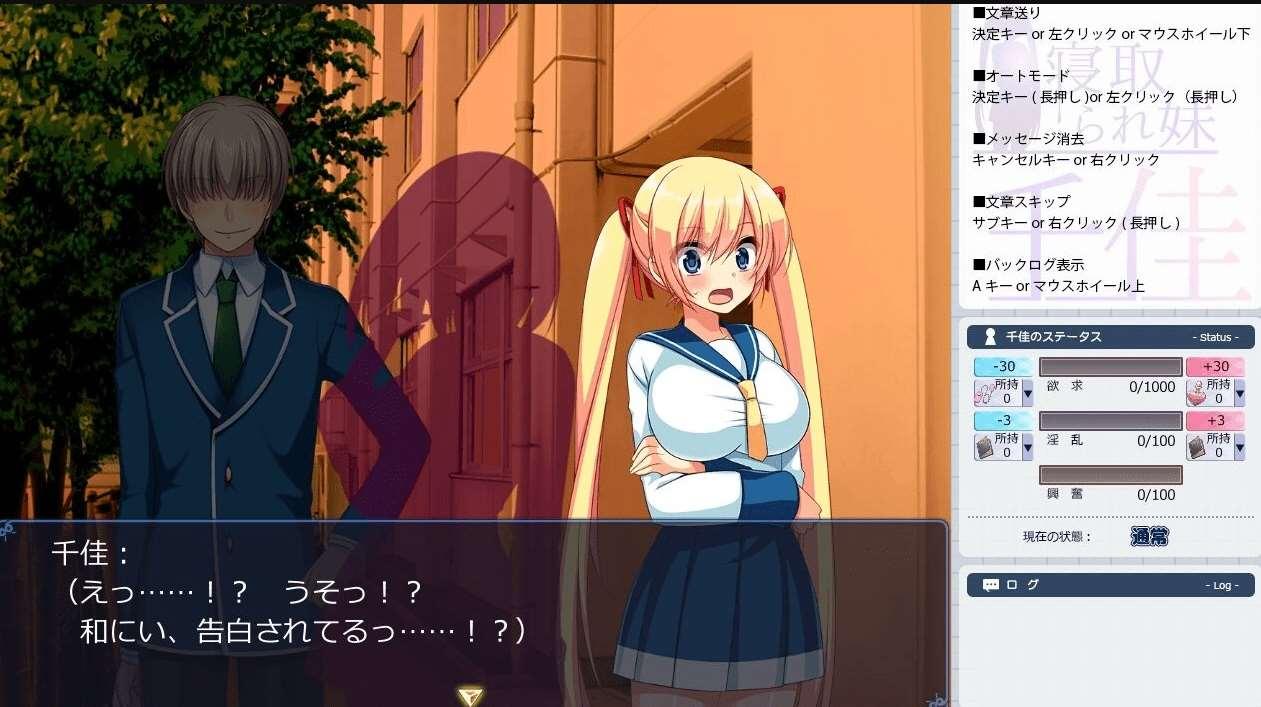 千佳：
（えっ……！？　うそっ！？
和にい、告白されてるっ……！？）
寝取
られ妹
千佳
■文章送り
決定キー or 左クリック or マウスホイール下
■オートモード
決定キー ( 長押し )or 左クリック（長押し）
■メッセージ消去
キャンセルキー or 右クリック
■文章スキップ
サブキー or 右クリック ( 長押し )
■バックログ表示
A キー or マウスホイール上
千佳のステータス - Status -
-30 +30
所持 0 欲　求 0/1000 所持 0
-3 +3
所持 0 淫　乱 0/100 所持 0
興　奮 0/100
現在の状態： 通常
ログ - Log -